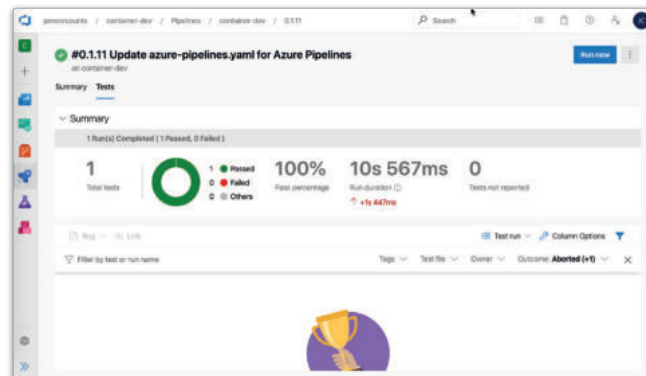 jamesrcounts / container-dev / Pipelines / container-dev / 0.1.11
Search
C
#0.1.11 Update azure-pipelines.yaml for Azure Pipelines
on container-dev
Run new
Summary Tests
Summary
1 Run(s) Completed ( 1 Passed, 0 Failed )
1
Total tests
1 Passed
0 Failed
0 Others
100%
Pass percentage
10s 567ms
Run duration
+1s 447ms
0
Tests not reported
Bug Link
Test run Column Options
Filter by test or run name
Tags Test file Owner Outcome: Aborted (+1)